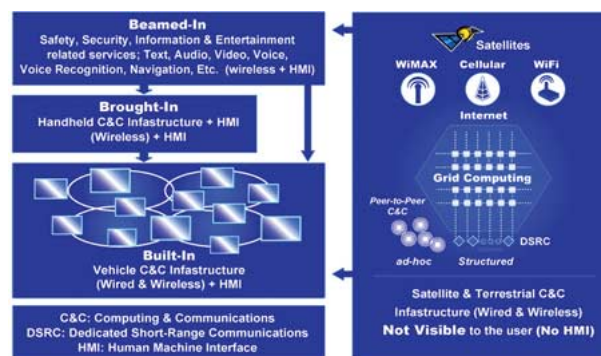 Beamed-In
Safety, Security, Information & Entertainment
related services; Text, Audio, Video, Voice,
Voice Recognition, Navigation, Etc. (wireless + HMI)
Brought-In
Handheld C&C Infastructure + HMI
(Wireless) + HMI
Built-In
Vehicle C&C Infastructure
(Wired & Wireless) + HMI
C&C: Computing & Communications
DSRC: Dedicated Short-Range Communications
HMI: Human Machine Interface
Satellites
WiMAX Cellular WiFi
Internet
Grid Computing
Peer-to-Peer
C&C
DSRC
ad-hoc Structured
Satellite & Terrestrial C&C
Infastructure (Wired & Wireless)
Not Visible to the user (No HMI)